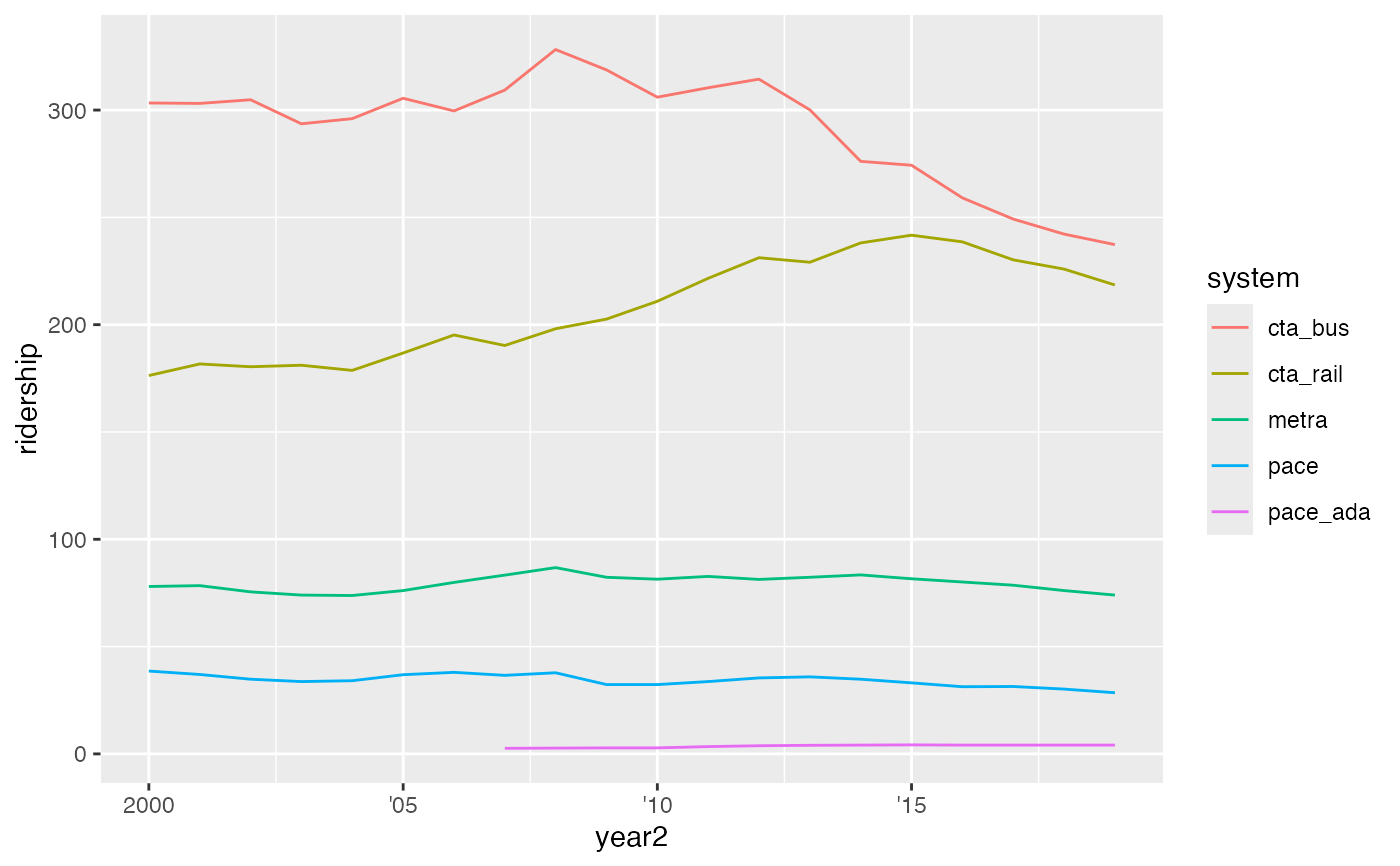 300
200
100
0
ridership
2000
'05
'10
'15
year2
system
cta_bus
cta_rail
metra
pace
pace_ada